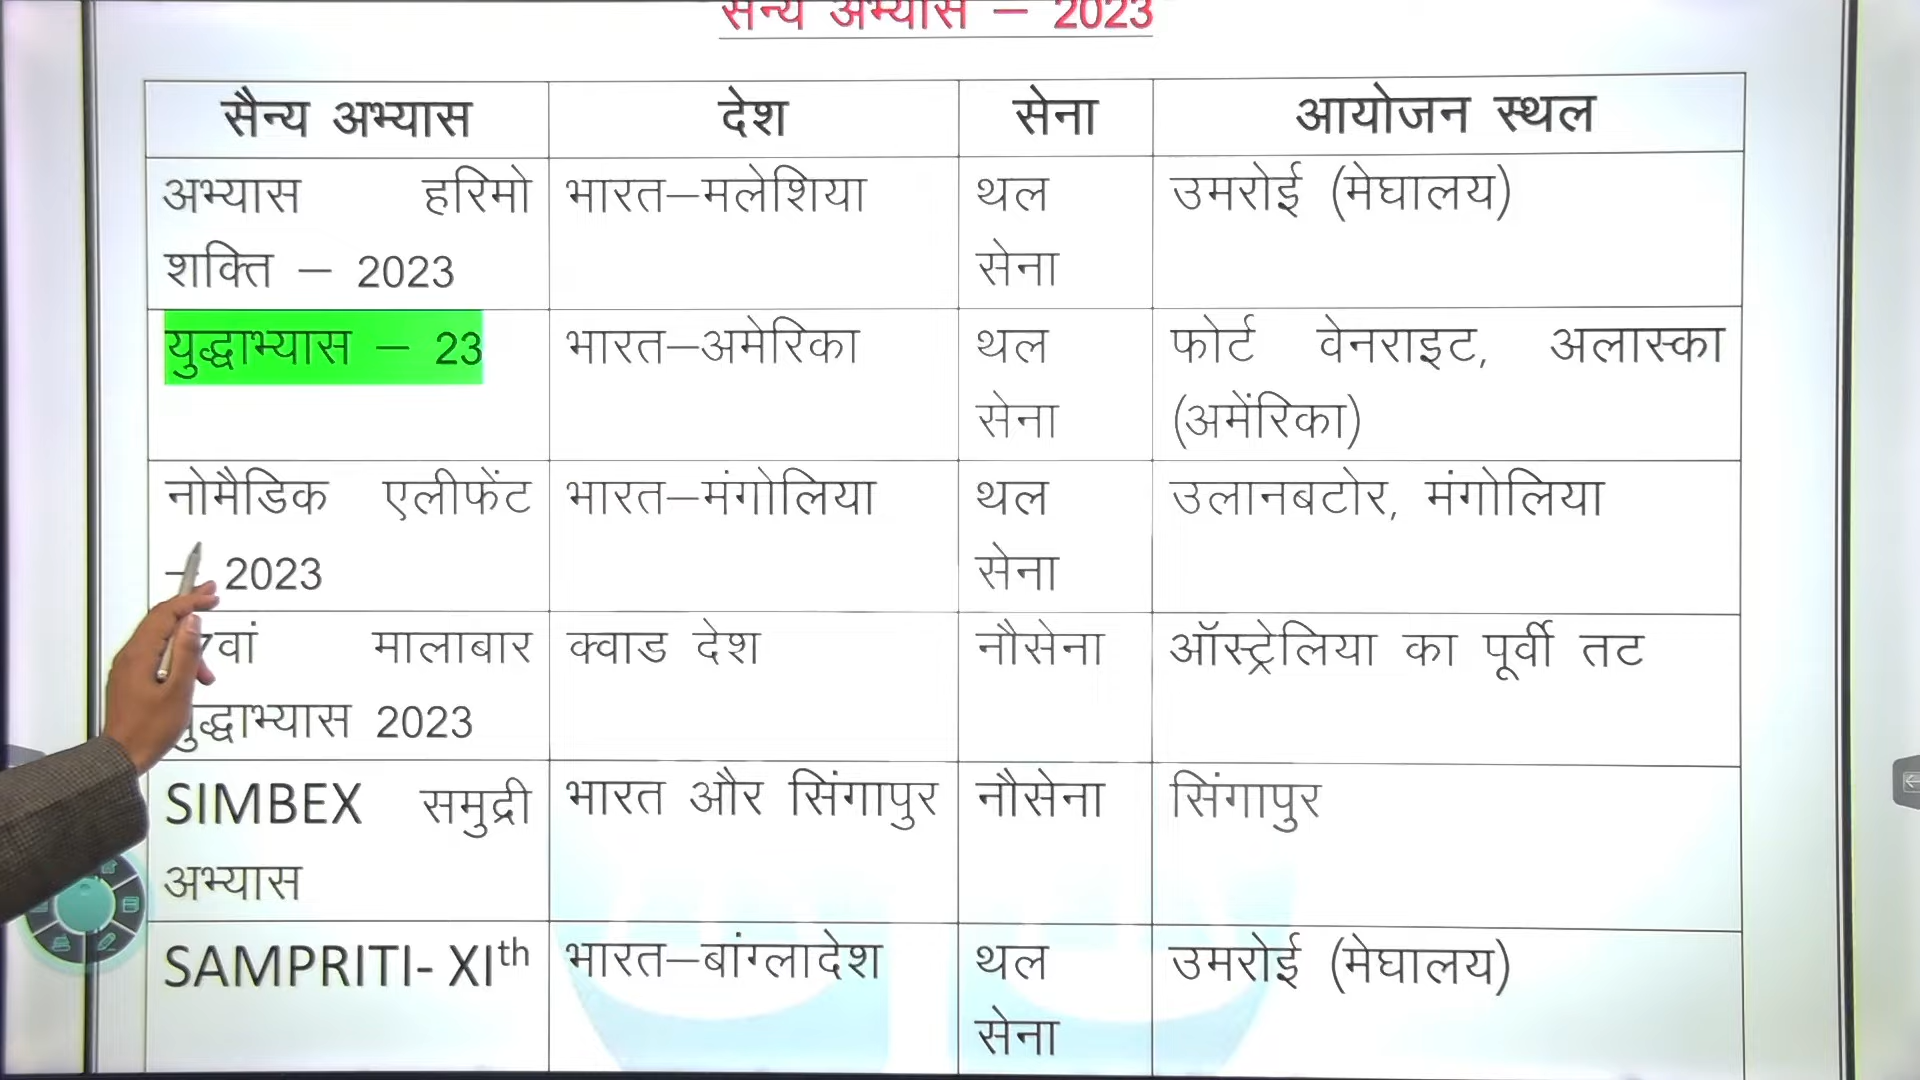 सैन्य अभ्यास – 2023
सैन्य अभ्यास देश सेना आयोजन स्थल
अभ्यास हरिमो भारत–मलेशिया थल उमरोई (मेघालय)
शक्ति – 2023 सेना
युद्धाभ्यास – 23 भारत–अमेरिका थल फोर्ट वेनराइट, अलास्का
सेना (अमेंरिका)
नोमैडिक एलीफेंट भारत–मंगोलिया थल उलानबटोर, मंगोलिया
– 2023 सेना
मालाबार क्वाड देश नौसेना ऑस्ट्रेलिया का पूर्वी तट
युद्धाभ्यास 2023
SIMBEX समुद्री भारत और सिंगापुर नौसेना सिंगापुर
अभ्यास
SAMPRITI- XIth भारत–बांग्लादेश थल उमरोई (मेघालय)
सेना